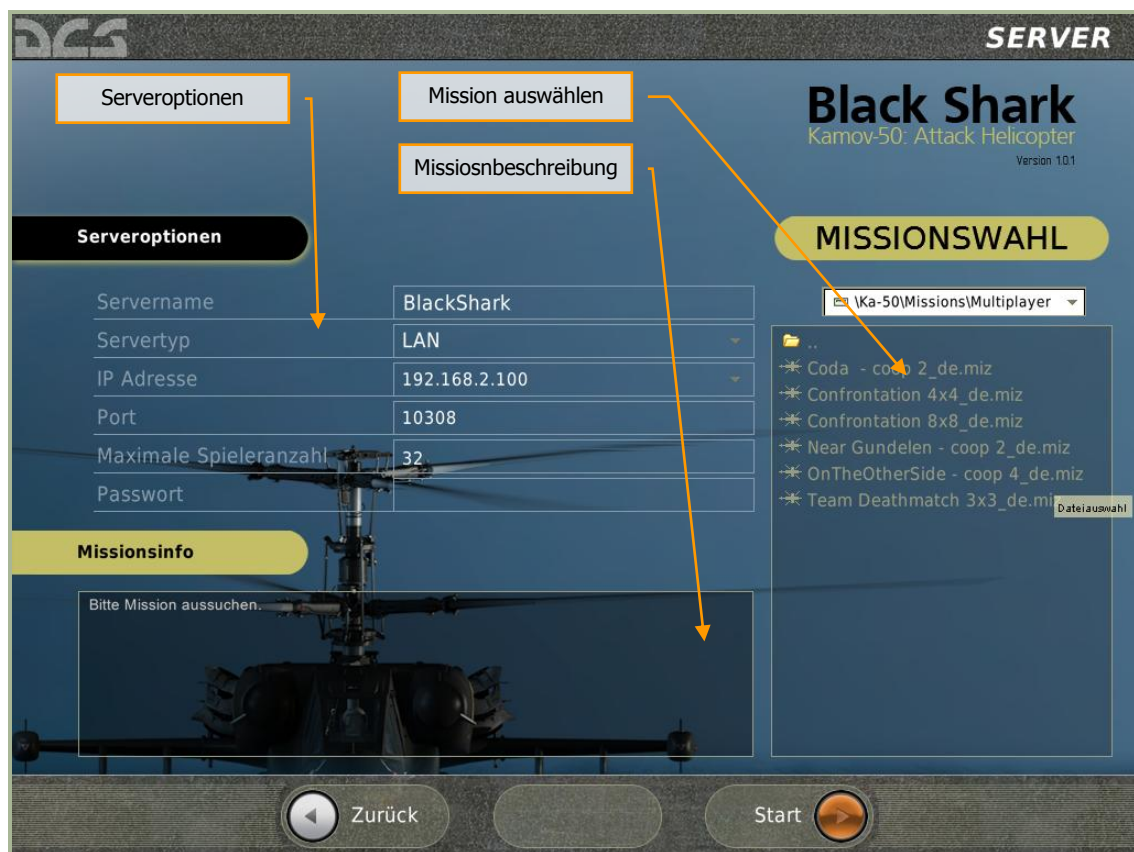 DCS
SERVER
Serveroptionen
Mission auswählen
Missiosnbeschreibung
Black Shark
Kamov-50: Attack Helicopter
Version 1.0.1
Serveroptionen
Servername BlackShark
Servertyp LAN
IP Adresse 192.168.2.100
Port 10308
Maximale Spieleranzahl 32
Passwort
Missionsinfo
Bitte Mission aussuchen.
MISSIONSWAHL
\Ka-50\Missions\Multiplayer
..
Coda - coop 2_de.miz
Confrontation 4x4_de.miz
Confrontation 8x8_de.miz
Near Gundelen - coop 2_de.miz
OnTheOtherSide - coop 4_de.miz
Team Deathmatch 3x3_de.miz
Dateiauswahl
Zurück
Start